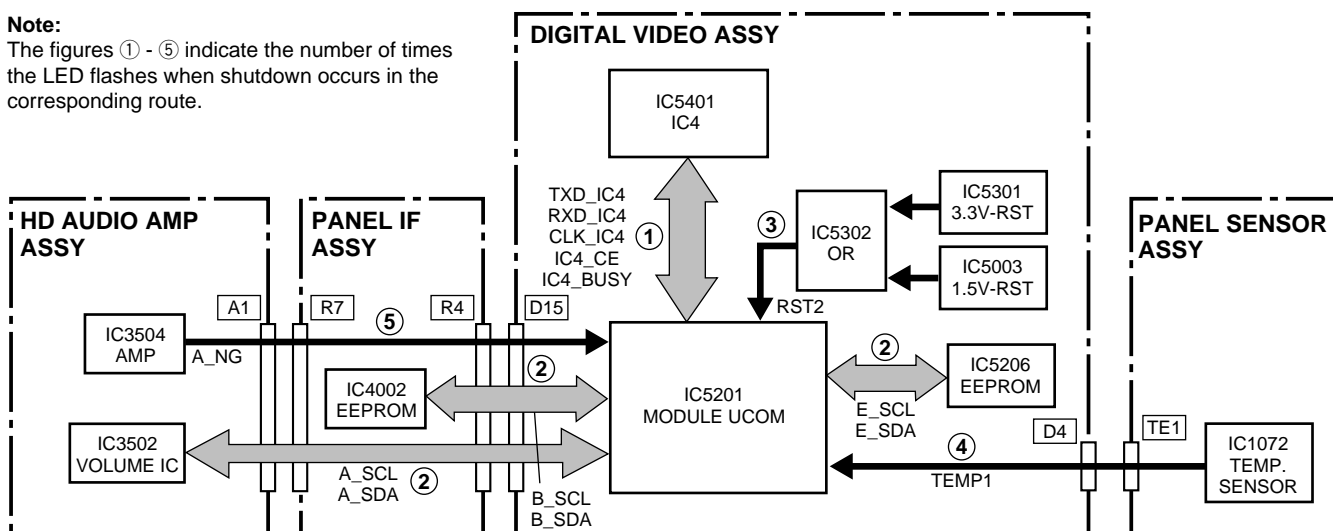 Note:
The figures ① - ⑤ indicate the number of times
the LED flashes when shutdown occurs in the
corresponding route.
DIGITAL VIDEO ASSY
IC5401
IC4
TXD_IC4
RXD_IC4
CLK_IC4
IC4_CE
IC4_BUSY
①
③
IC5302
OR
IC5301
3.3V-RST
IC5003
1.5V-RST
RST2
HD AUDIO AMP
ASSY
PANEL IF
ASSY
PANEL SENSOR
ASSY
A1
R7
R4
D15
⑤
IC3504
AMP
A_NG
IC4002
EEPROM
②
IC5201
MODULE UCOM
②
IC5206
EEPROM
E_SCL
E_SDA
D4
TE1
IC3502
VOLUME IC
A_SCL
A_SDA
②
B_SCL
B_SDA
④
TEMP1
IC1072
TEMP.
SENSOR